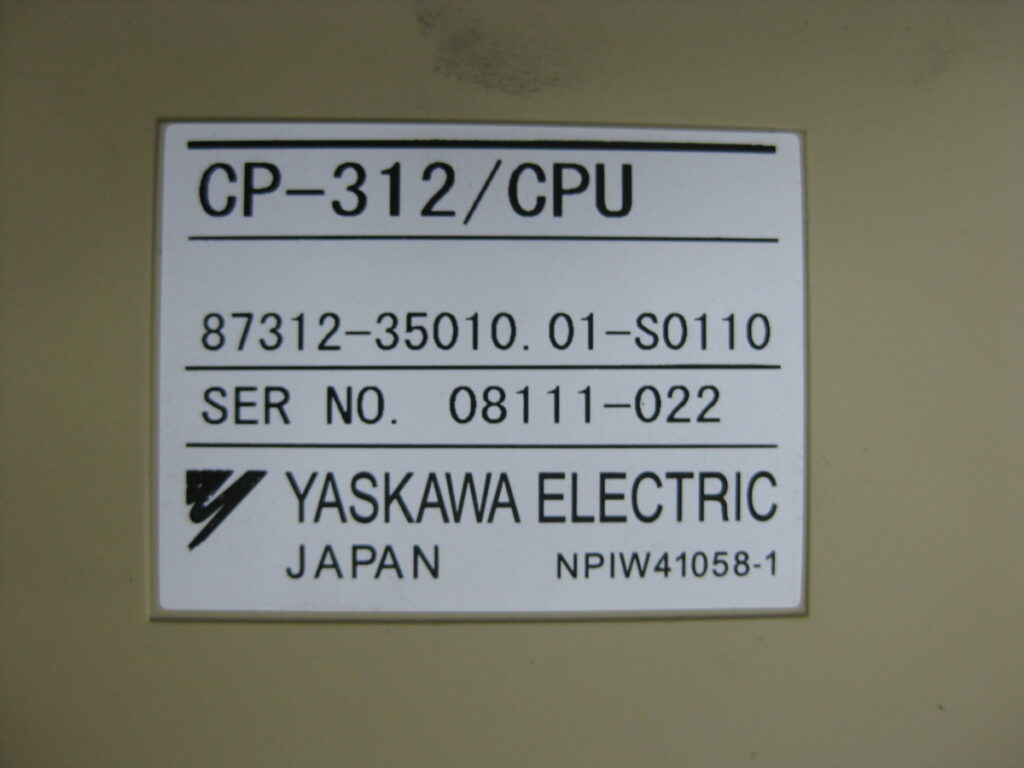 CP-312/CPU
87312-35010.01-S0110
SER NO. 08111-022
YASKAWA ELECTRIC
JAPAN NPIW41058-1